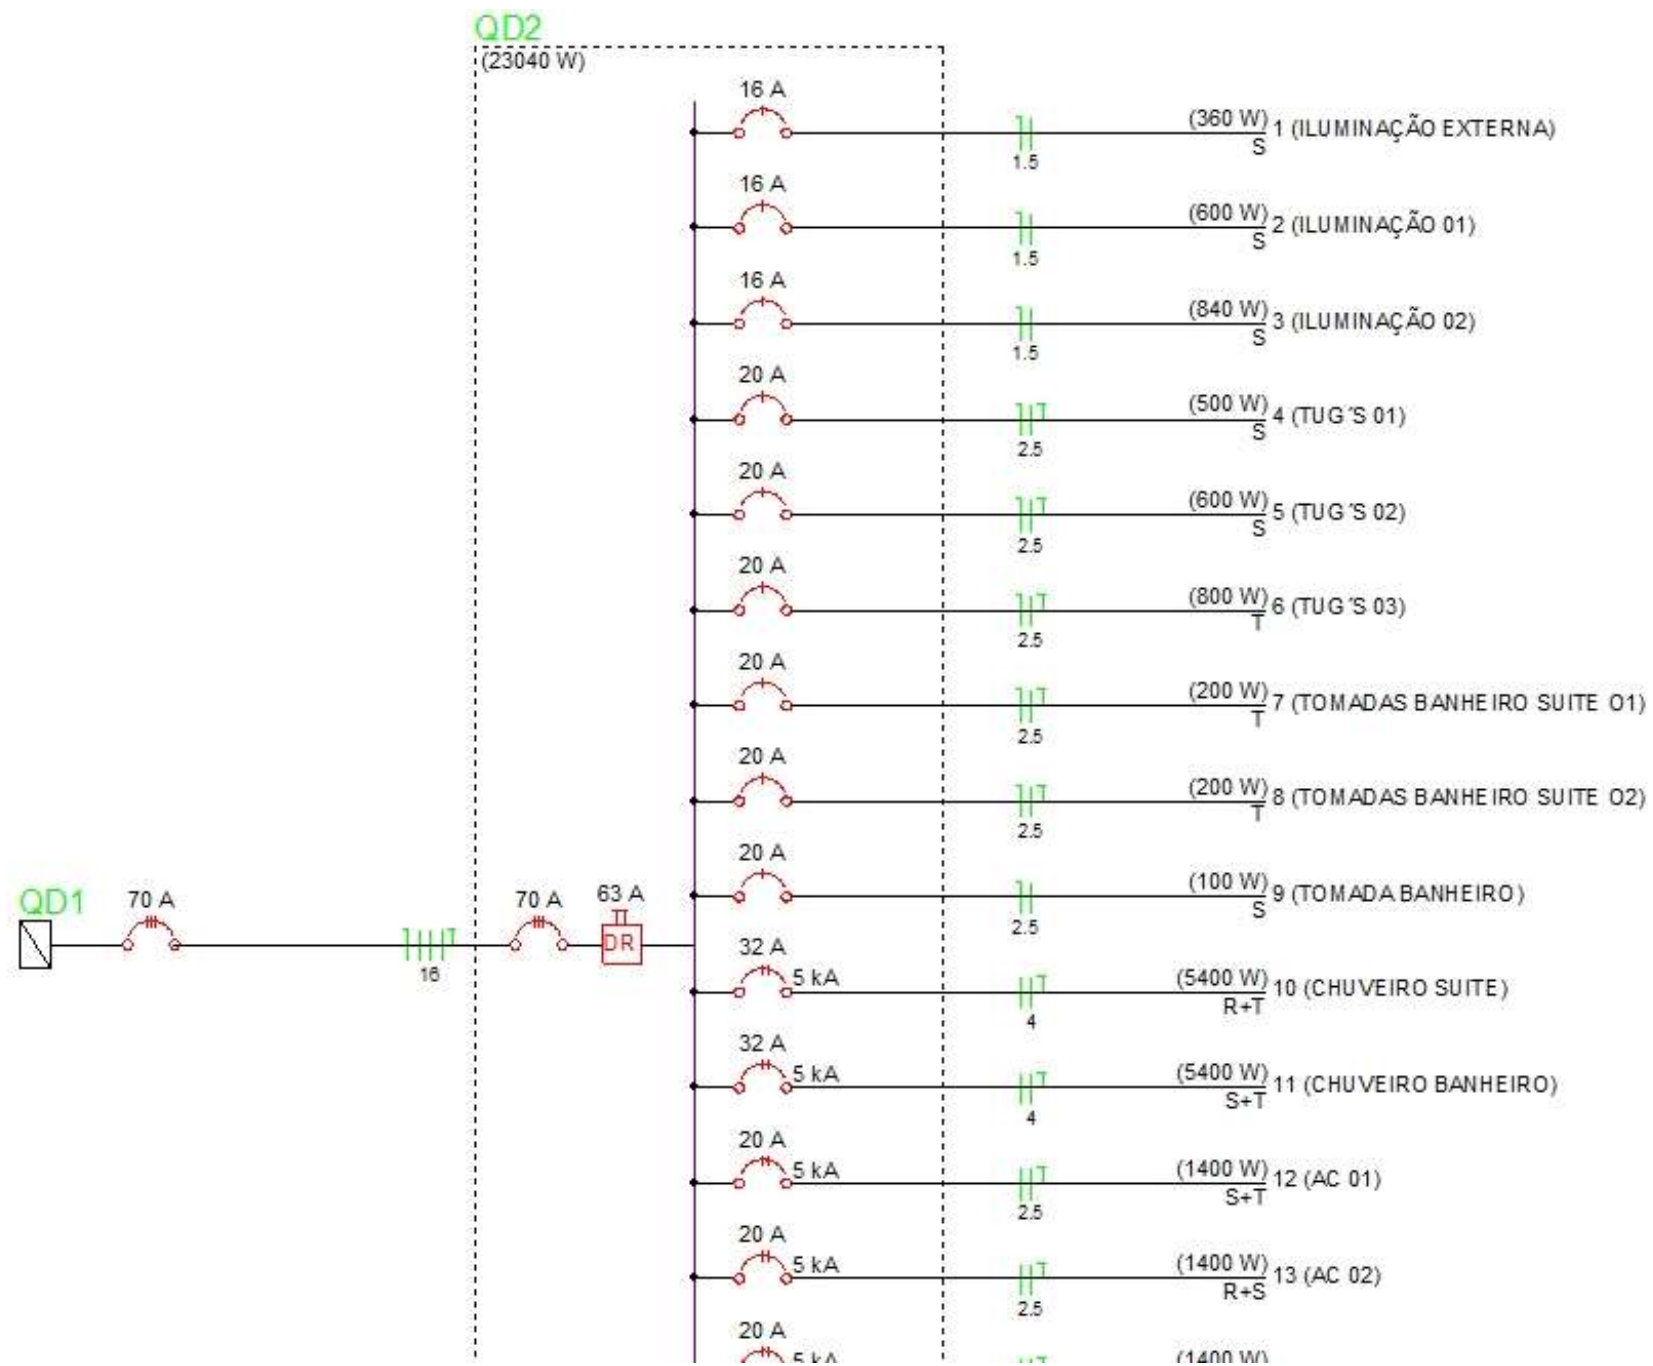 QD2
(23040 W)
16 A
(360 W) 1 (ILUMINAÇÃO EXTERNA)
S
1.5
16 A
(600 W) 2 (ILUMINAÇÃO 01)
S
1.5
16 A
(840 W) 3 (ILUMINAÇÃO 02)
S
1.5
20 A
(500 W) 4 (TUG´S 01)
S
2.5
20 A
(600 W) 5 (TUG´S 02)
S
2.5
20 A
(800 W) 6 (TUG´S 03)
T
2.5
20 A
(200 W) 7 (TOMADAS BANHEIRO SUITE O1)
T
2.5
20 A
(200 W) 8 (TOMADAS BANHEIRO SUITE O2)
T
2.5
20 A
(100 W) 9 (TOMADA BANHEIRO)
S
2.5
QD1
70 A
16
70 A
63 A
DR
32 A
5 kA
(5400 W) 10 (CHUVEIRO SUITE)
R+T
4
32 A
5 kA
(5400 W) 11 (CHUVEIRO BANHEIRO)
S+T
4
20 A
5 kA
(1400 W) 12 (AC 01)
S+T
2.5
20 A
5 kA
(1400 W) 13 (AC 02)
R+S
2.5
20 A
5 kA
(1400 W)